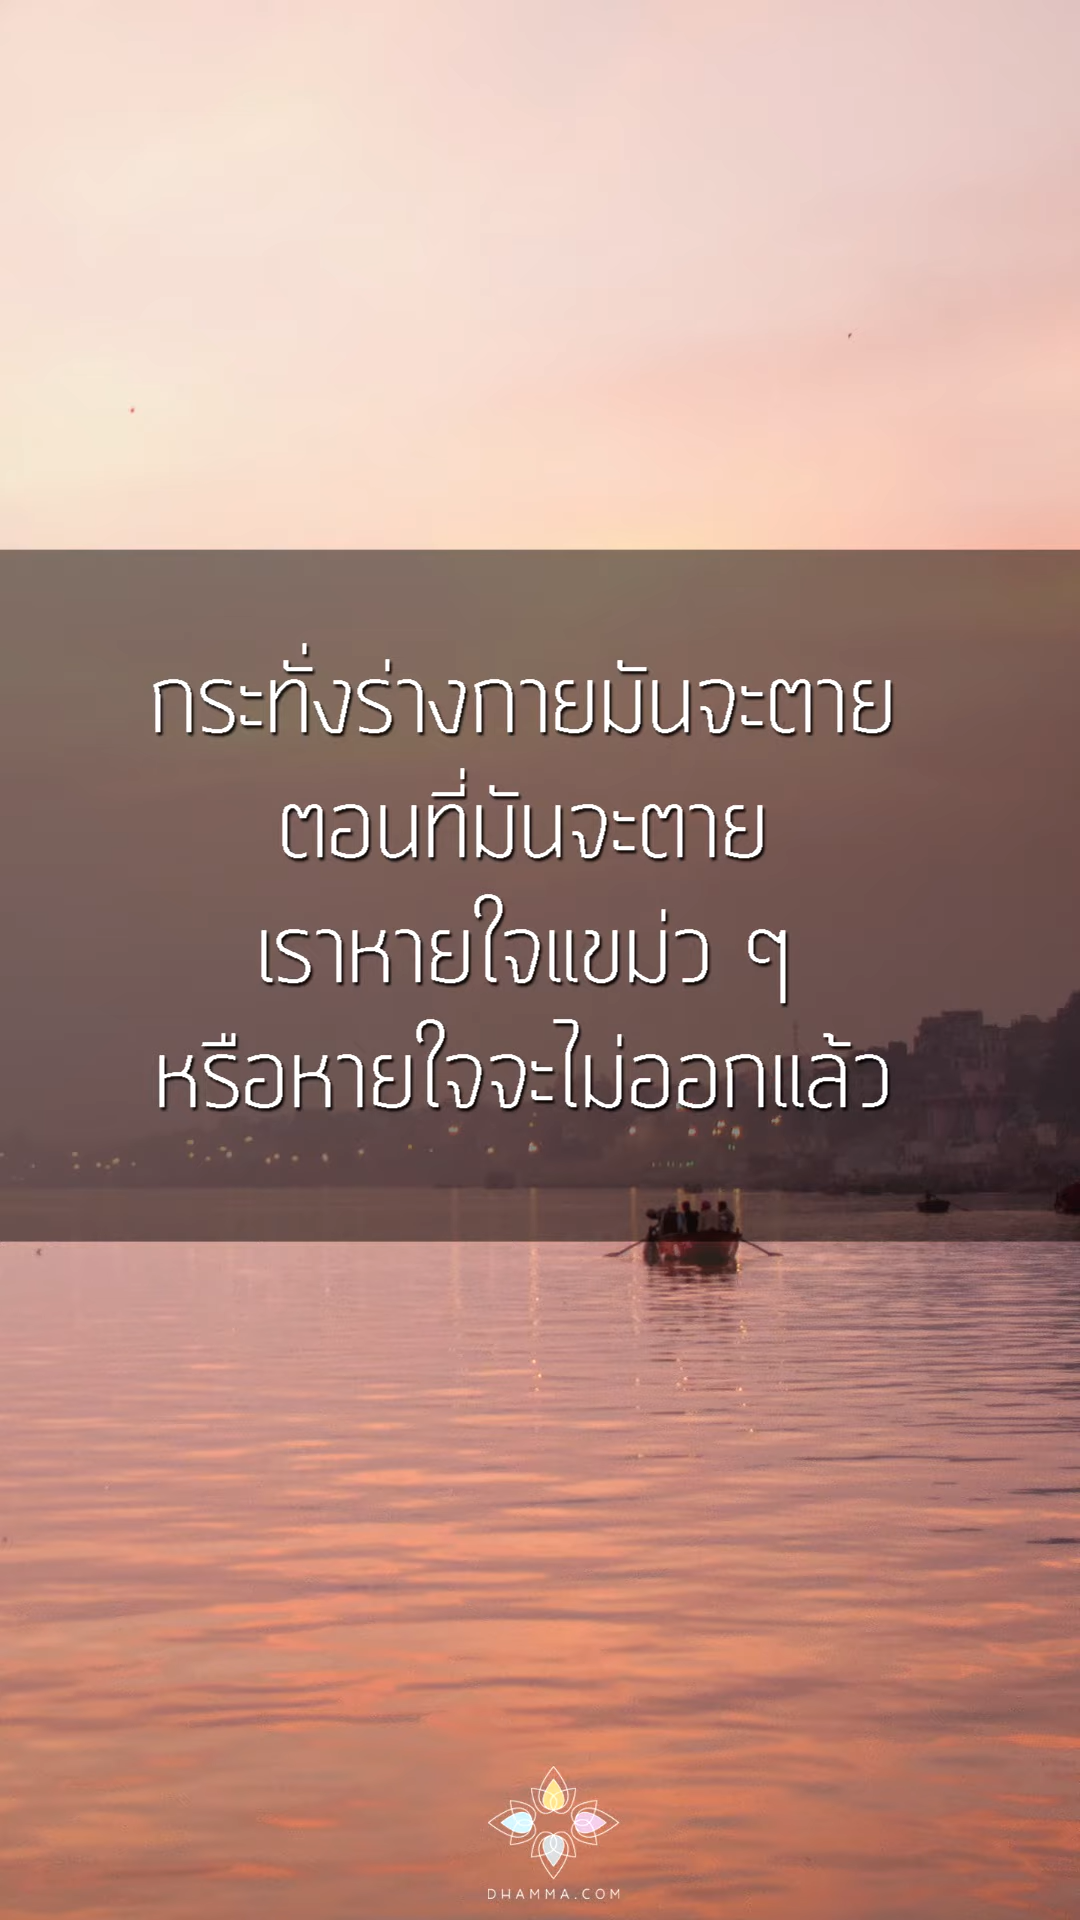 กระทั่งร่างกายมันจะตาย
ตอนที่มันจะตาย
เราหายใจแขม่ว ๆ
หรือหายใจจะไม่ออกแล้ว
DHAMMA.COM